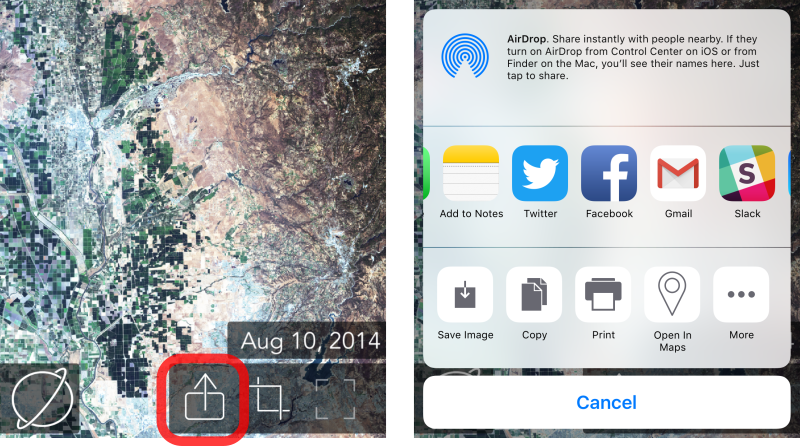 Aug 10, 2014
AirDrop. Share instantly with people nearby. If they
turn on AirDrop from Control Center on iOS or from
Finder on the Mac, you'll see their names here. Just
tap to share.
Add to Notes
Twitter
Facebook
Gmail
Slack
Save Image
Copy
Print
Open In
Maps
More
Cancel